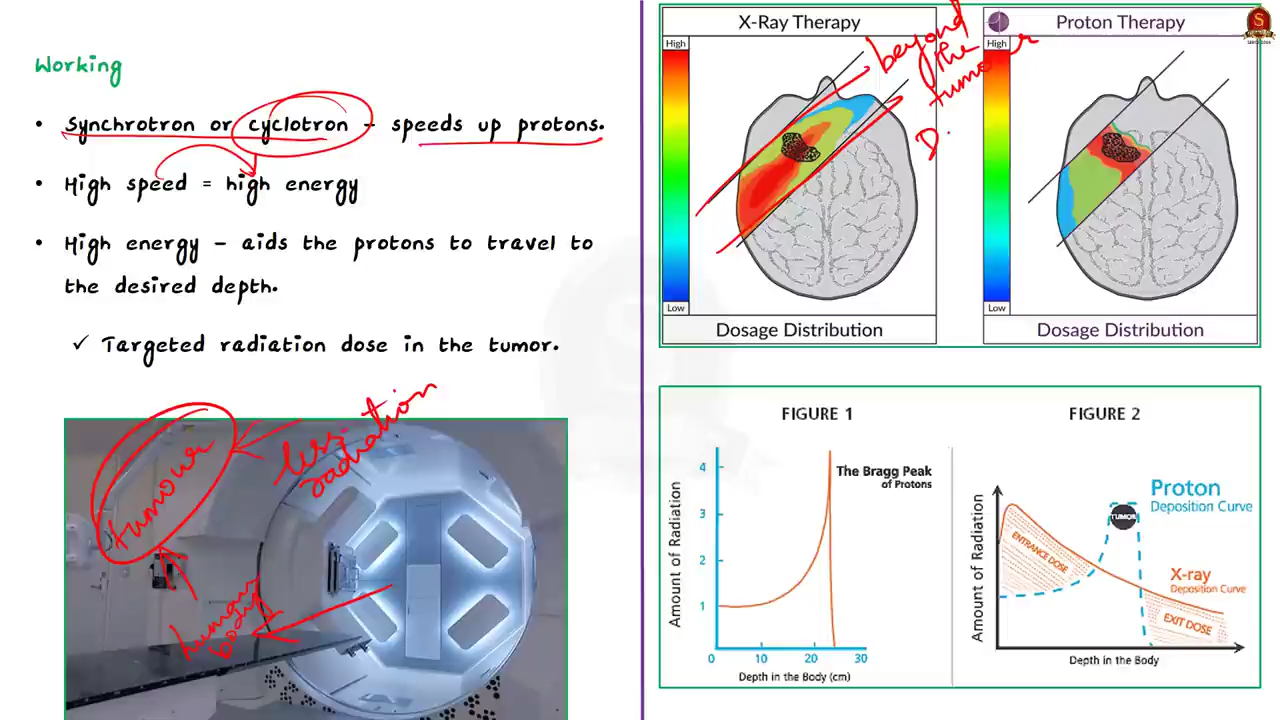 Working
• Synchrotron or cyclotron - speeds up protons.
• High speed = high energy
• High energy - aids the protons to travel to
the desired depth.
✓ Targeted radiation dose in the tumor.
tumour
less
radiation
human
body
X-Ray Therapy
High
Low
Dosage Distribution
beyond
the
tumour
D
Proton Therapy
High
Low
Dosage Distribution
S
FIGURE 1
Amount of Radiation
4
3
2
1
0 10 20 30
Depth in the Body (cm)
The Bragg Peak
of Protons
FIGURE 2
Amount of Radiation
Proton
Deposition Curve
TUMOR
ENTRANCE DOSE
X-ray
Deposition Curve
EXIT DOSE
Depth in the Body